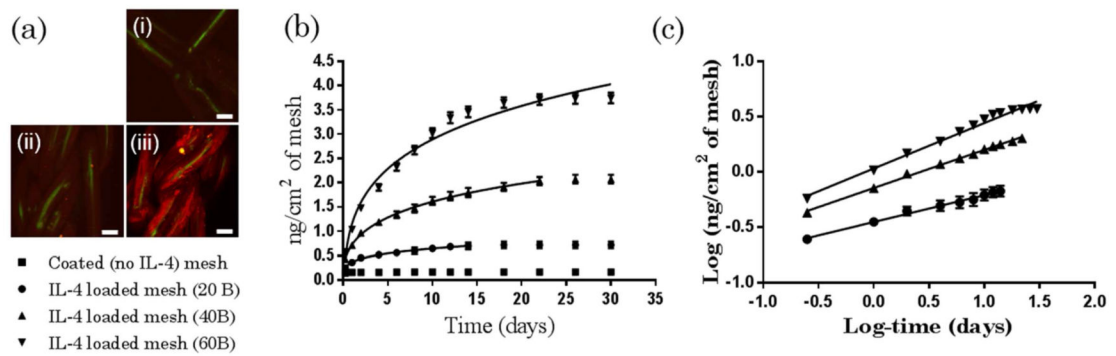 (a)
(i)
(ii)
(iii)
■ Coated (no IL-4) mesh
● IL-4 loaded mesh (20 B)
▲ IL-4 loaded mesh (40B)
▼ IL-4 loaded mesh (60B)
(b)
ng/cm² of mesh
4.5
4.0
3.5
3.0
2.5
2.0
1.5
1.0
0.5
0.0
0 5 10 15 20 25 30 35
Time (days)
(c)
Log (ng/cm² of mesh)
1.0
0.5
0.0
-0.5
-1.0
-1.0 -0.5 0.0 0.5 1.0 1.5 2.0
Log-time (days)